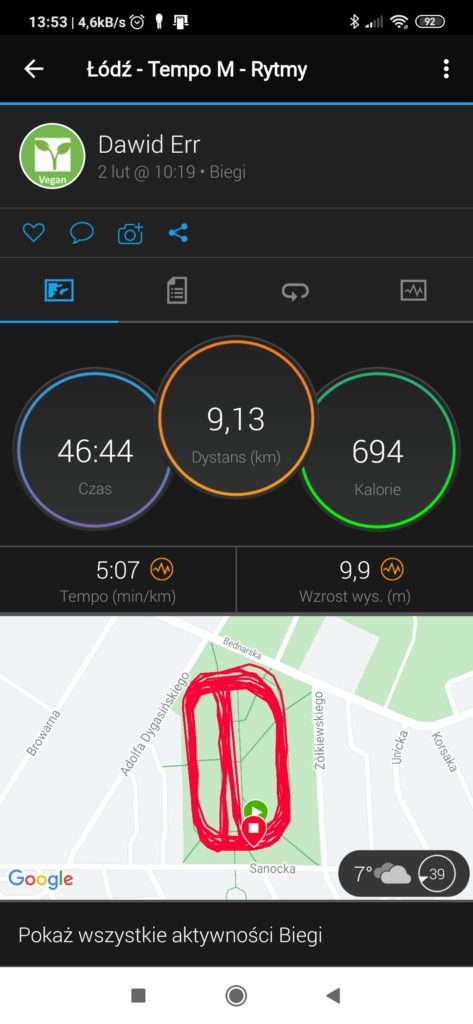 13:53 | 4,6kB/s
92
Łódź - Tempo M - Rytmy
Vegan
Dawid Err
2 lut @ 10:19 • Biegi
46:44
Czas
9,13
Dystans (km)
694
Kalorie
5:07
Tempo (min/km)
9,9
Wzrost wys. (m)
Bednarska
Adolfa Dygasińskiego
Browarna
Żółkiewskiego
Unicka
Korsaka
Sanocka
Google
7°
39
Pokaż wszystkie aktywności Biegi